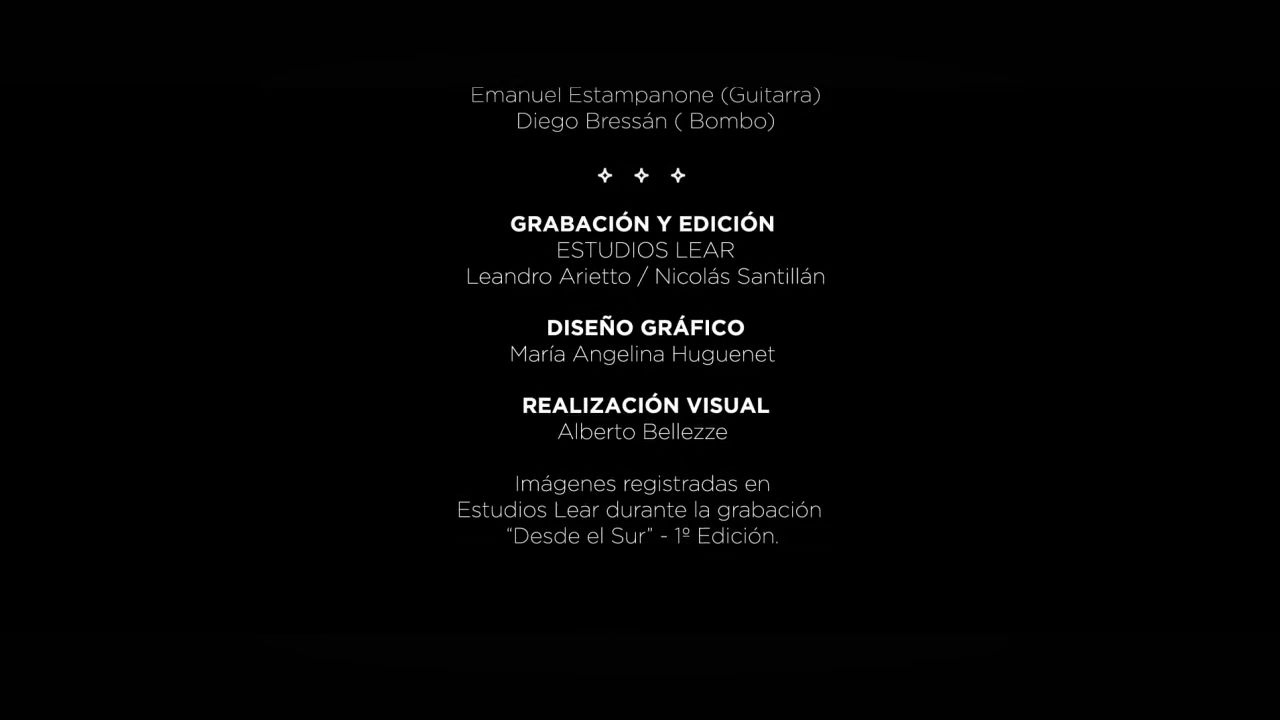 Emanuel Estampanone (Guitarra)
Diego Bressán ( Bombo)
GRABACIÓN Y EDICIÓN
ESTUDIOS LEAR
Leandro Arietto / Nicolás Santillán
DISEÑO GRÁFICO
María Angelina Huguenet
REALIZACIÓN VISUAL
Alberto Bellezze
Imágenes registradas en
Estudios Lear durante la grabación
“Desde el Sur” - 1º Edición.